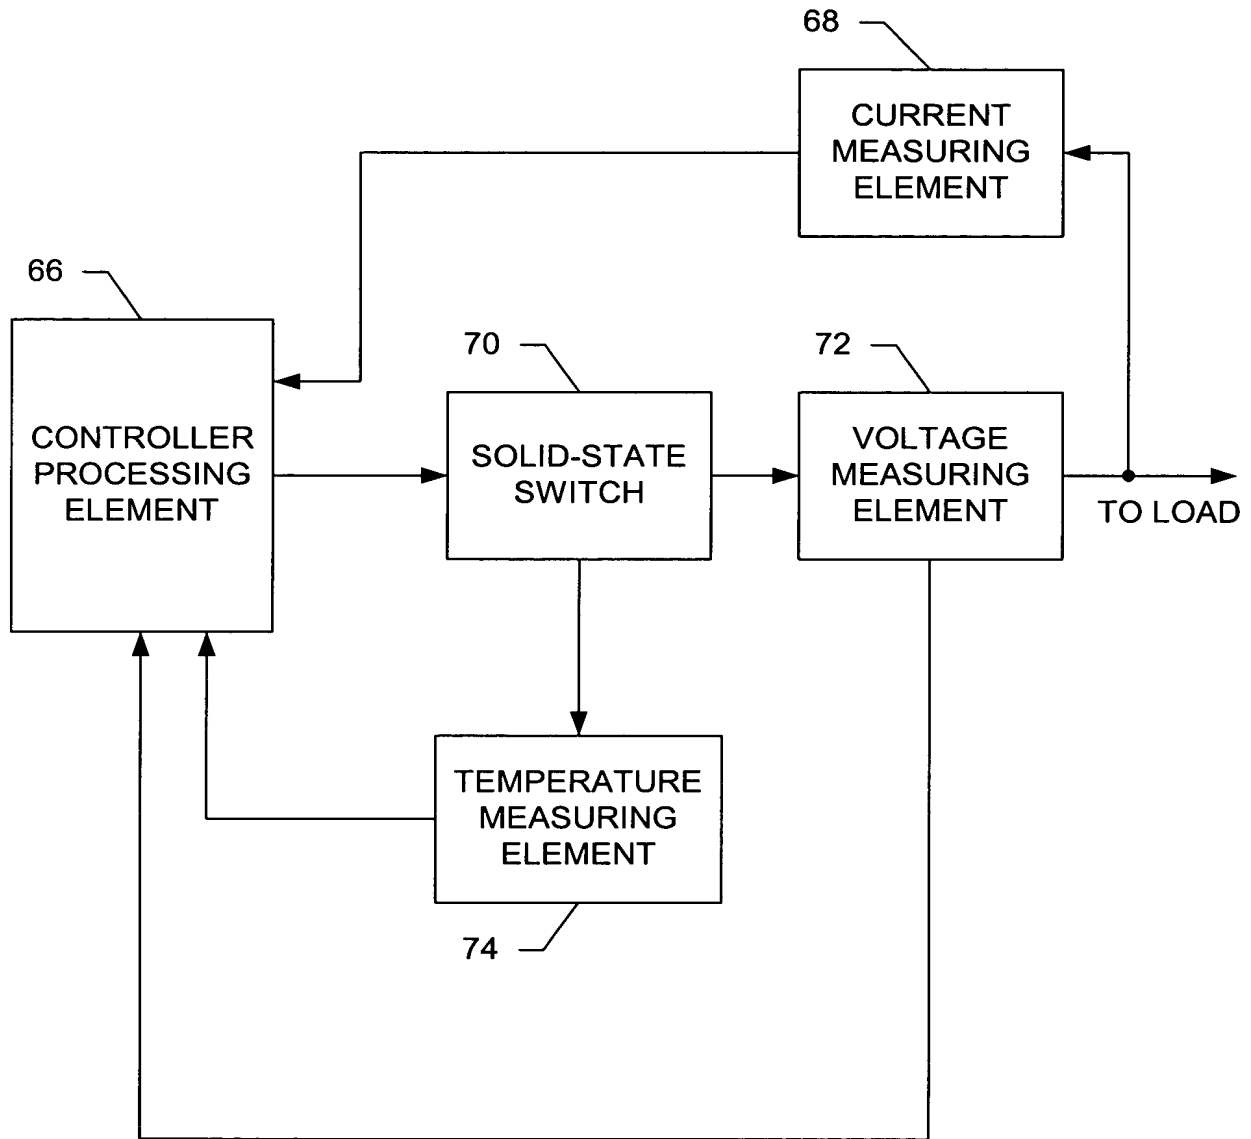 68
CURRENT
MEASURING
ELEMENT
66
CONTROLLER
PROCESSING
ELEMENT
70
SOLID-STATE
SWITCH
72
VOLTAGE
MEASURING
ELEMENT
TO LOAD
TEMPERATURE
MEASURING
ELEMENT
74